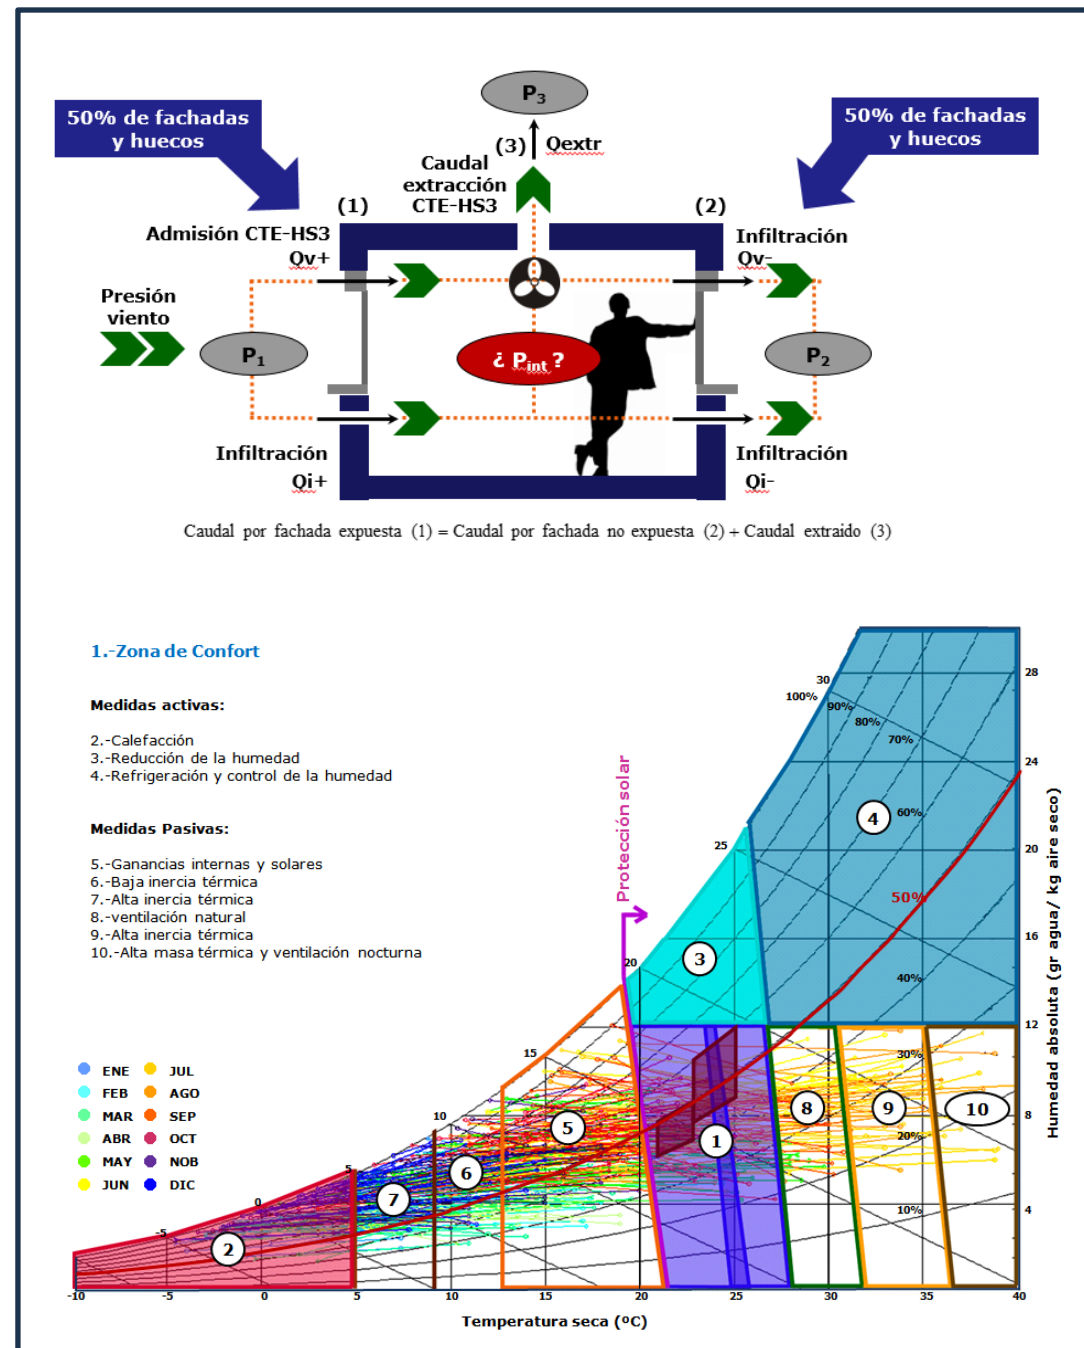 P3
50% de fachadas
y huecos
50% de fachadas
y huecos
(3) Qextr
Caudal
extracción
CTE-HS3
(1)
(2)
Admisión CTE-HS3
Qv+
Infiltración
Qv-
Presión
viento
P1
¿ Pint ?
P2
Infiltración
Qi+
Infiltración
Qi-
Caudal por fachada expuesta (1) = Caudal por fachada no expuesta (2) + Caudal extraido (3)
1.-Zona de Confort
Medidas activas:
2.-Calefacción
3.-Reducción de la humedad
4.-Refrigeración y control de la humedad
Medidas Pasivas:
5.-Ganancias internas y solares
6.-Baja inercia térmica
7.-Alta inercia térmica
8.-ventilación natural
9.-Alta inercia térmica
10.-Alta masa térmica y ventilación nocturna
ENE JUL
FEB AGO
MAR SEP
ABR OCT
MAY NOB
JUN DIC
Protección solar
30
100%
90%
80%
70%
60%
50%
40%
30%
20%
10%
25
20
15
10
5
0
-5
1
2
3
4
5
6
7
8
9
10
28
24
20
16
12
8
4
Humedad absoluta (gr agua/ kg aire seco)
-10 -5 0 5 10 15 20 25 30 35 40
Temperatura seca (ºC)